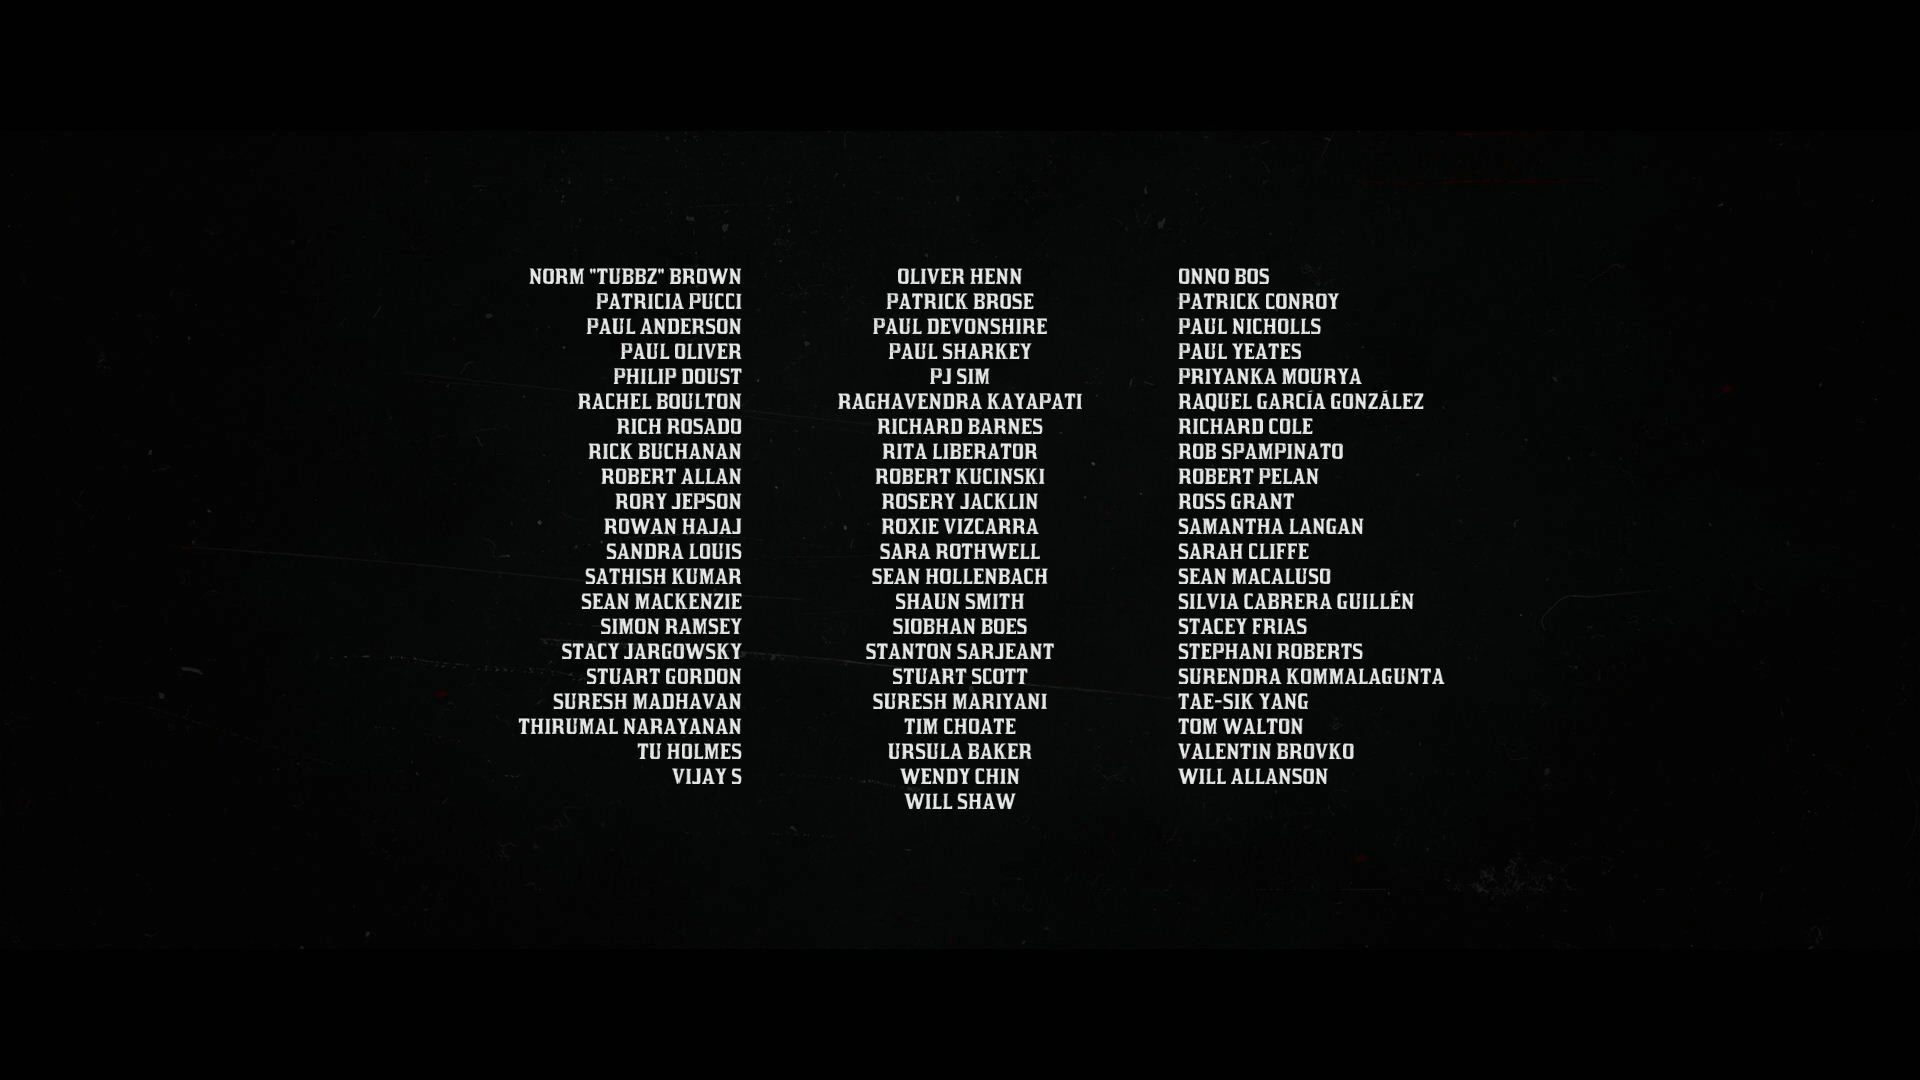 NORM "TUBBZ" BROWN OLIVER HENN ONNO BOS
PATRICIA PUCCI PATRICK BROSE PATRICK CONROY
PAUL ANDERSON PAUL DEVONSHIRE PAUL NICHOLLS
PAUL OLIVER PAUL SHARKEY PAUL YEATES
PHILIP DOUST PJ SIM PRIYANKA MOURYA
RACHEL BOULTON RAGHAVENDRA KAYAPATI RAQUEL GARCÍA GONZÁLEZ
RICH ROSADO RICHARD BARNES RICHARD COLE
RICK BUCHANAN RITA LIBERATOR ROB SPAMPINATO
ROBERT ALLAN ROBERT KUCINSKI ROBERT PELAN
RORY JEPSON ROSERY JACKLIN ROSS GRANT
ROWAN HAJAJ ROXIE VIZCARRA SAMANTHA LANGAN
SANDRA LOUIS SARA ROTHWELL SARAH CLIFFE
SATHISH KUMAR SEAN HOLLENBACH SEAN MACALUSO
SEAN MACKENZIE SHAUN SMITH SILVIA CABRERA GUILLÉN
SIMON RAMSEY SIOBHAN BOES STACEY FRIAS
STACY JARGOWSKY STANTON SARJEANT STEPHANI ROBERTS
STUART GORDON STUART SCOTT SURENDRA KOMMALAGUNTA
SURESH MADHAVAN SURESH MARIYANI TAE-SIK YANG
THIRUMAL NARAYANAN TIM CHOATE TOM WALTON
TU HOLMES URSULA BAKER VALENTIN BROVKO
VIJAY S WENDY CHIN WILL ALLANSON
WILL SHAW